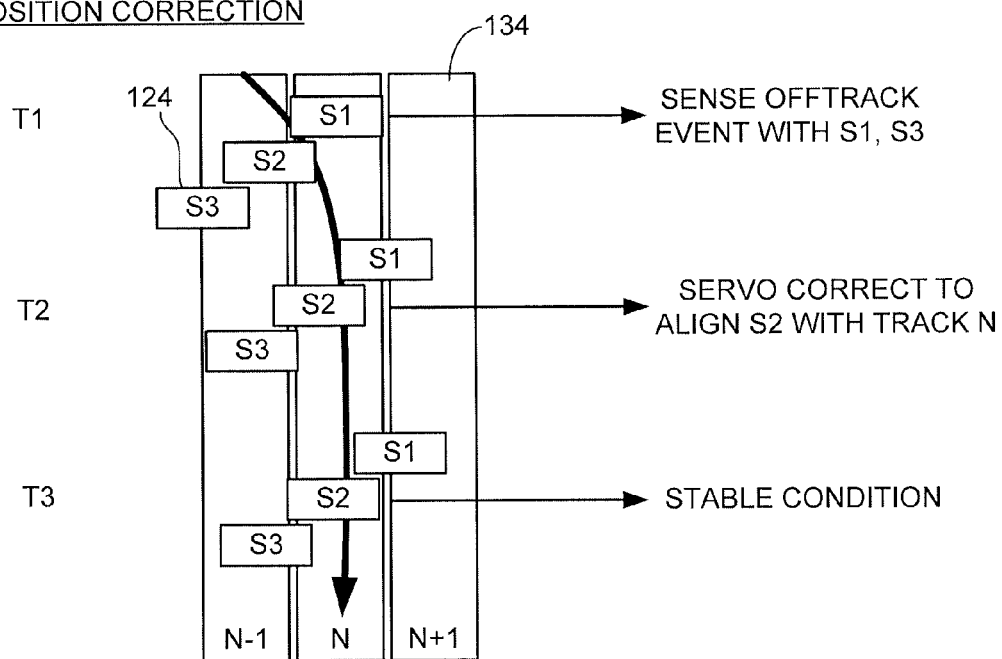 OSITION CORRECTION
134
124
T1
S1
SENSE OFFTRACK
EVENT WITH S1, S3
S2
S3
S1
T2
S2
SERVO CORRECT TO
ALIGN S2 WITH TRACK N
S3
S1
T3
S2
STABLE CONDITION
S3
N-1
N
N+1